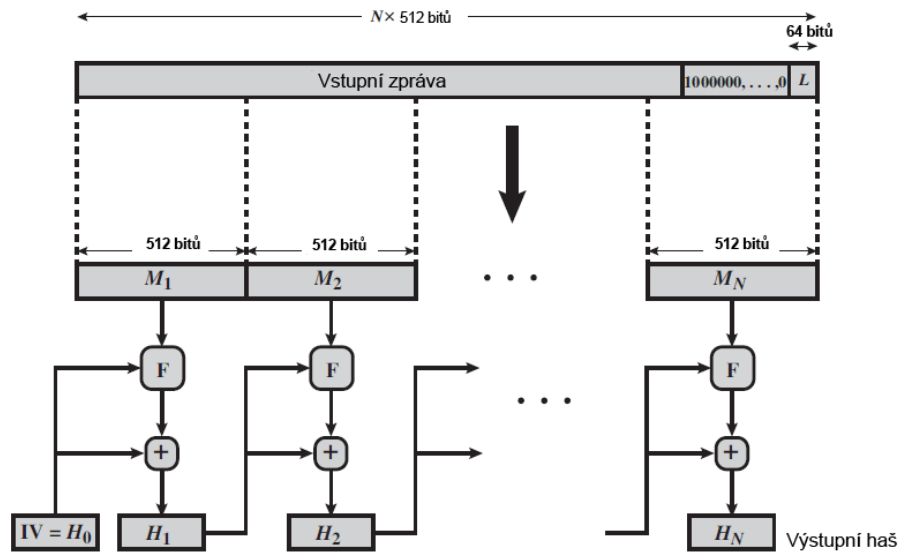 N × 512 bitů
64 bitů
Vstupní zpráva
1000000, . . . ,0
L
512 bitů
512 bitů
512 bitů
M1
M2
. . .
MN
F
F
F
. . .
+
+
+
IV = H0
H1
H2
HN
Výstupní haš